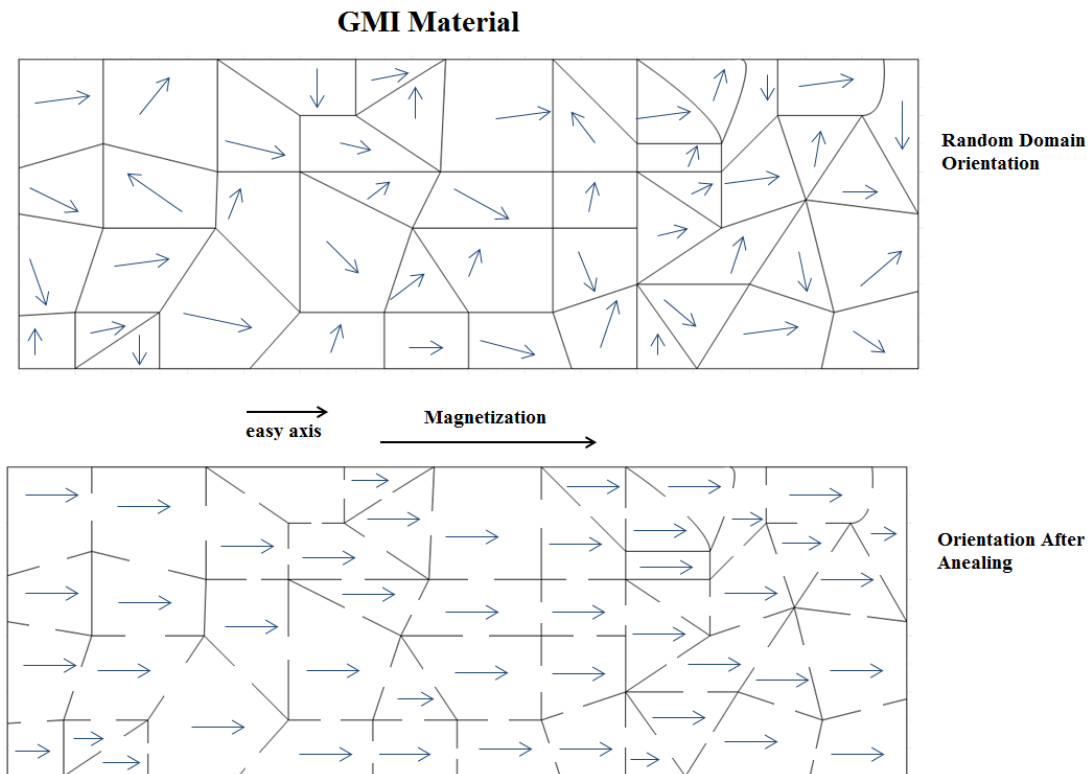 GMI Material
Random Domain
Orientation
Magnetization
easy axis
Orientation After
Anealing